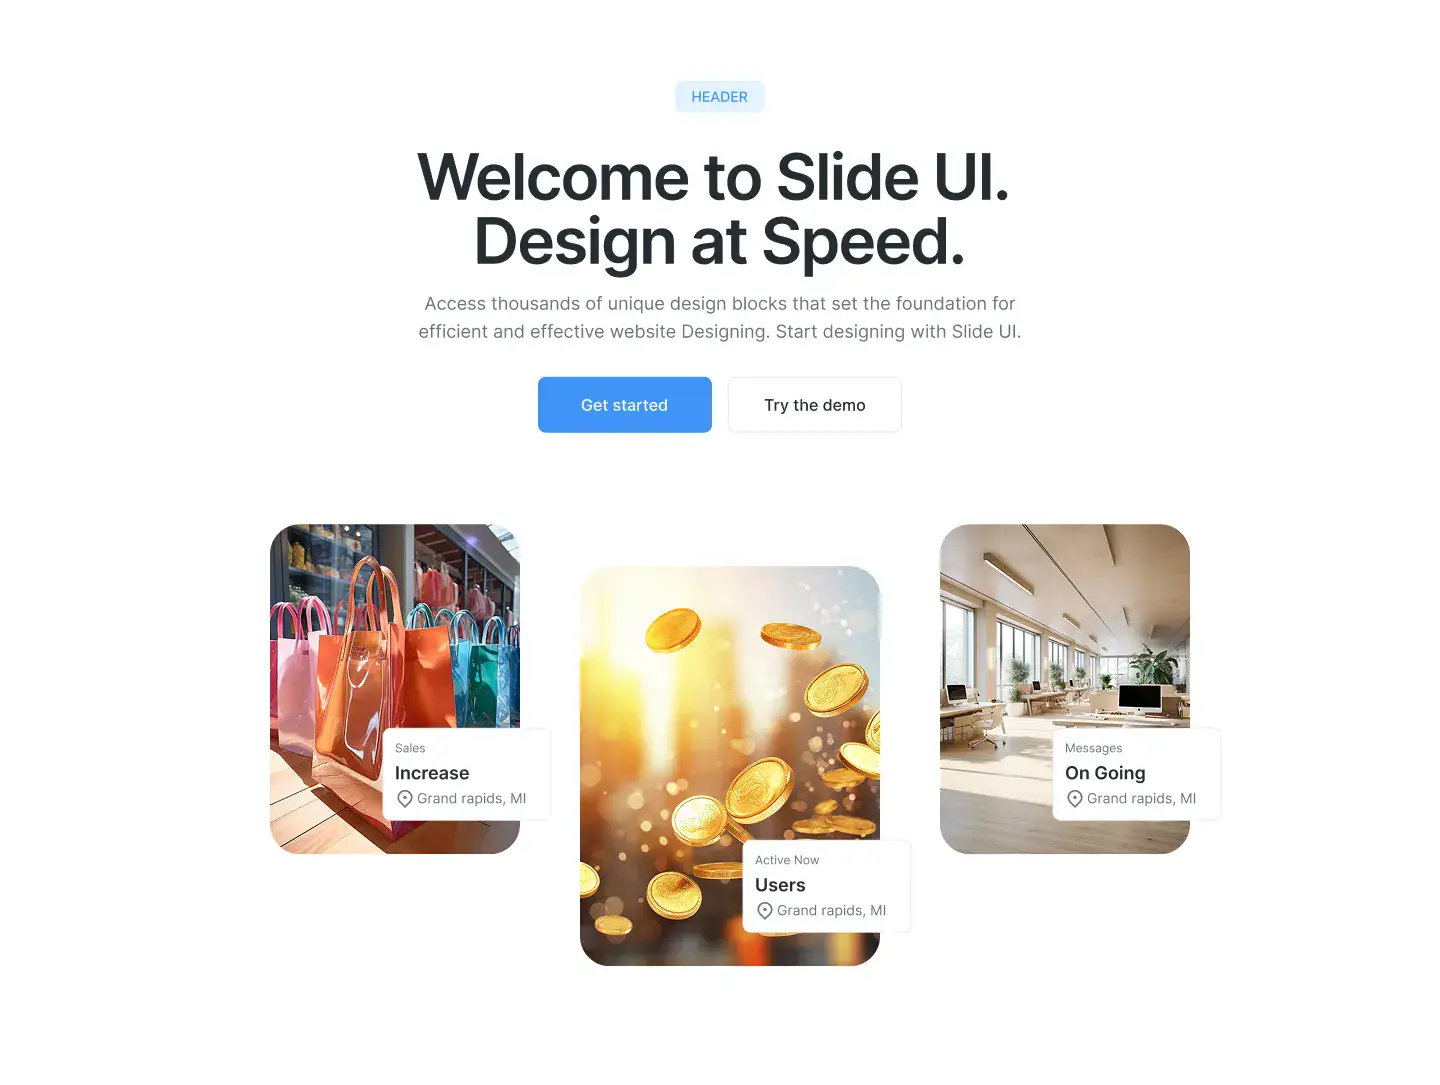 HEADER
Welcome to Slide UI.
Design at Speed.
Access thousands of unique design blocks that set the foundation for
efficient and effective website Designing. Start designing with Slide UI.
Get started
Try the demo
Sales
Increase
Grand rapids, MI
Active Now
Users
Grand rapids, MI
Messages
On Going
Grand rapids, MI